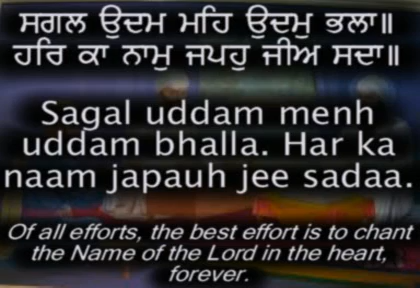 ਸਗਲ ਉਦਮ ਮਹਿ ਉਦਮੁ ਭਲਾ॥
ਹਰਿ ਕਾ ਨਾਮੁ ਜਪਹੁ ਜੀਅ ਸਦਾ॥
Sagal uddam menh
uddam bhalla. Har ka
naam japauh jee sadaa.
Of all efforts, the best effort is to chant
the Name of the Lord in the heart,
forever.